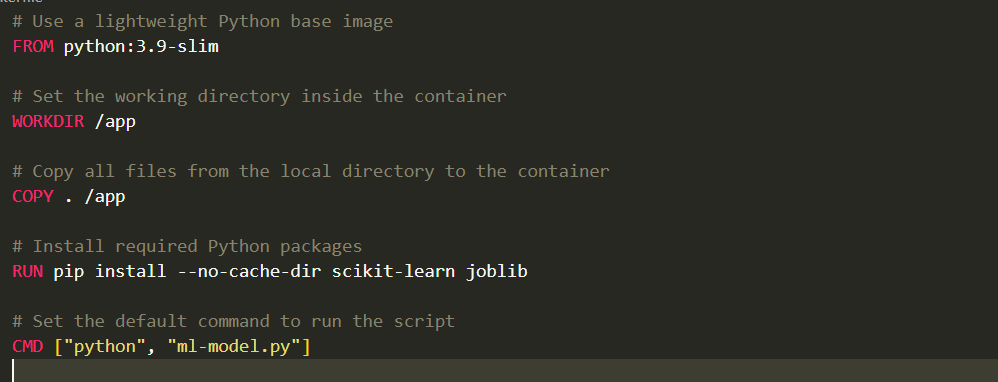 # Use a lightweight Python base image
FROM python:3.9-slim
# Set the working directory inside the container
WORKDIR /app
# Copy all files from the local directory to the container
COPY . /app
# Install required Python packages
RUN pip install --no-cache-dir scikit-learn joblib
# Set the default command to run the script
CMD ["python", "ml-model.py"]